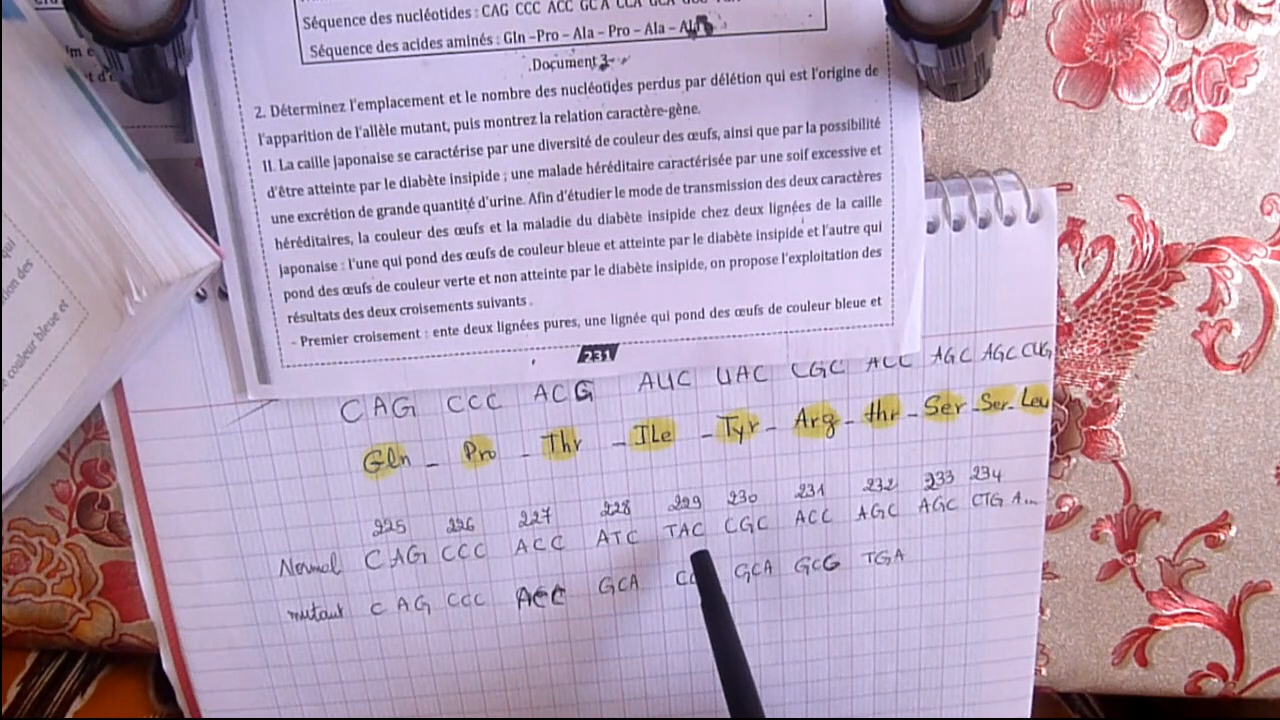 Séquence des nucléotides : CAG CCC ACC GCA CCA GCA
Séquence des acides aminés : Gln -Pro – Ala – Pro – Ala –
Document 3
2. Déterminez l'emplacement et le nombre des nucléotides perdus par délétion qui est l'origine de
l'apparition de l'allèle mutant, puis montrez la relation caractère-gène.
II. La caille japonaise se caractérise par une diversité de couleur des œufs, ainsi que par la possibilité
d'être atteinte par le diabète insipide ; une malade héréditaire caractérisée par une soif excessive et
une excrétion de grande quantité d'urine. Afin d'étudier le mode de transmission des deux caractères
héréditaires, la couleur des œufs et la maladie du diabète insipide chez deux lignées de la caille
japonaise : l'une qui pond des œufs de couleur bleue et atteinte par le diabète insipide et l'autre qui
pond des œufs de couleur verte et non atteinte par le diabète insipide, on propose l'exploitation des
résultats des deux croisements suivants .
- Premier croisement : ente deux lignées pures, une lignée qui pond des œufs de couleur bleue et
231
CAG CCC ACG AUC UAC CGC ACC AGC AGC CUG
Gln - Pro - Thr - ILe - Tyr - Arg - thr - Ser - Ser - Leu
225 226 227 228 229 230 231 232 233 234
Normal CAG CCC ACC ATC TAC CGC ACC AGC AGC CTG A...
mutant CAG CCC ACC GCA GCA GCG TGA
couleur bleue et